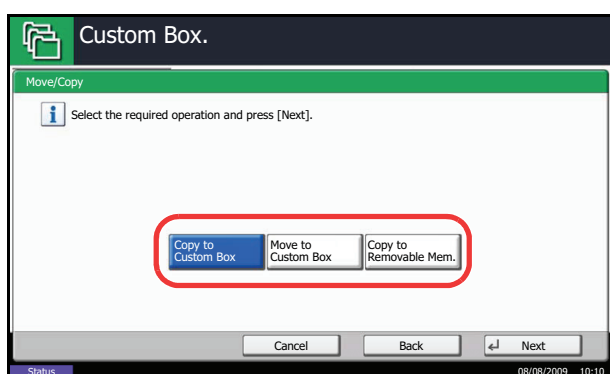 Custom Box.
Move/Copy
i Select the required operation and press [Next].
Copy to
Custom Box
Move to
Custom Box
Copy to
Removable Mem.
Cancel Back Next
Status 08/08/2009 10:10